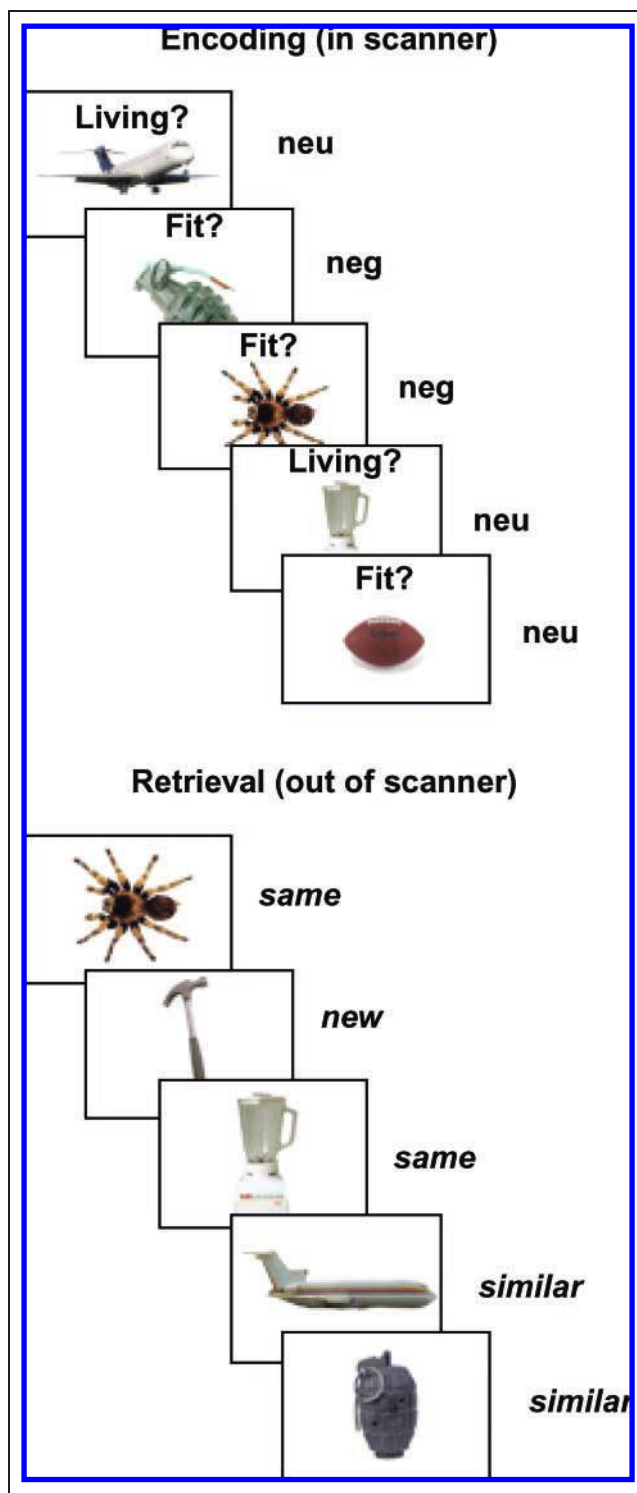 Encoding (in scanner)
Living?
neu
Fit?
neg
Fit?
neg
Living?
neu
Fit?
neu
Retrieval (out of scanner)
same
new
same
similar
similar